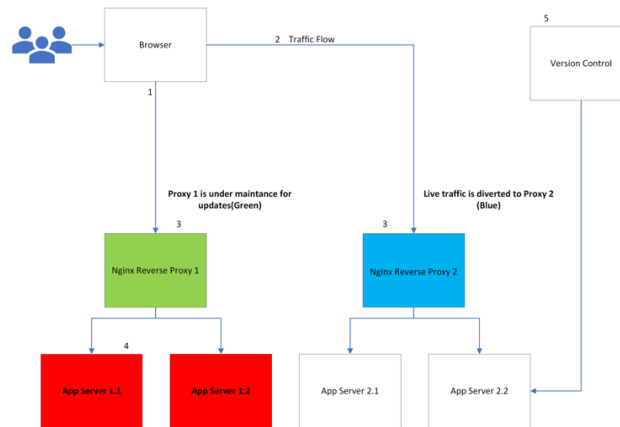 5
Browser
2 Traffic Flow
Version Control
1
Proxy 1 is under maintance for
updates(Green)
Live traffic is diverted to Proxy 2
(Blue)
3
3
Nginx Reverse Proxy 1
Nginx Reverse Proxy 2
4
App Server 1.1
App Server 1.2
App Server 2.1
App Server 2.2